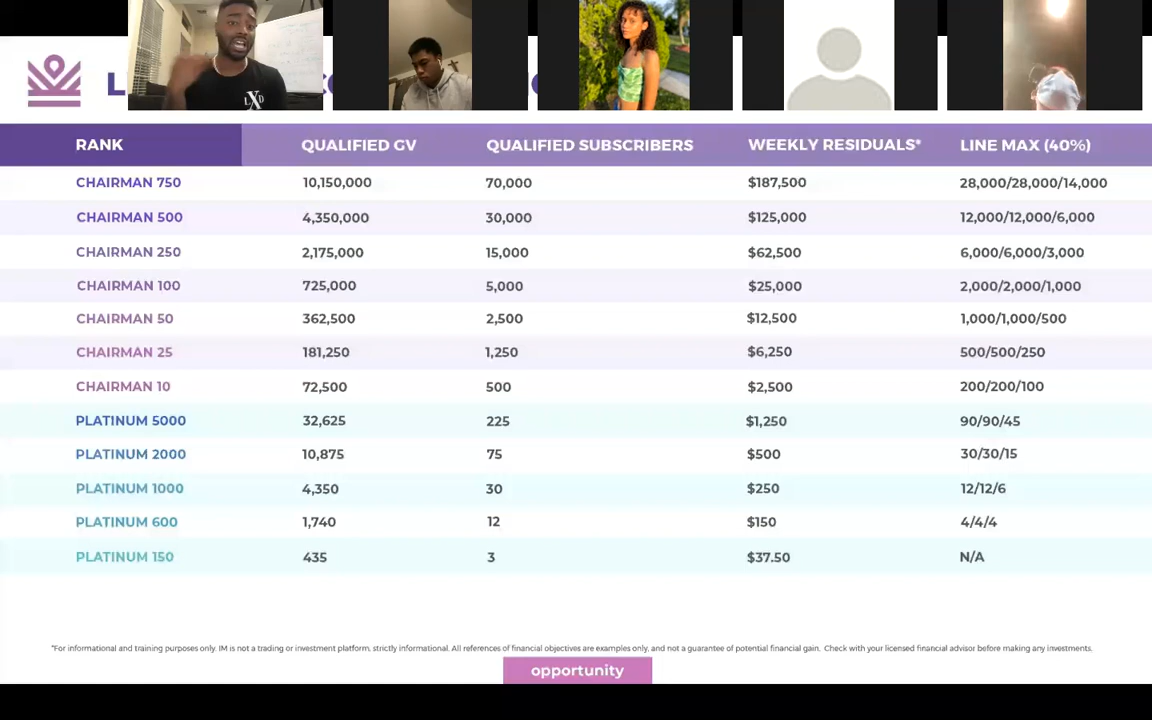 LXD
RANK QUALIFIED GV QUALIFIED SUBSCRIBERS WEEKLY RESIDUALS* LINE MAX (40%)
CHAIRMAN 750 10,150,000 70,000 $187,500 28,000/28,000/14,000
CHAIRMAN 500 4,350,000 30,000 $125,000 12,000/12,000/6,000
CHAIRMAN 250 2,175,000 15,000 $62,500 6,000/6,000/3,000
CHAIRMAN 100 725,000 5,000 $25,000 2,000/2,000/1,000
CHAIRMAN 50 362,500 2,500 $12,500 1,000/1,000/500
CHAIRMAN 25 181,250 1,250 $6,250 500/500/250
CHAIRMAN 10 72,500 500 $2,500 200/200/100
PLATINUM 5000 32,625 225 $1,250 90/90/45
PLATINUM 2000 10,875 75 $500 30/30/15
PLATINUM 1000 4,350 30 $250 12/12/6
PLATINUM 600 1,740 12 $150 4/4/4
PLATINUM 150 435 3 $37.50 N/A
*For informational and training purposes only. IM is not a trading or investment platform, strictly informational. All references of financial objectives are examples only, and not a guarantee of potential financial gain. Check with your licensed financial advisor before making any investments.
opportunity